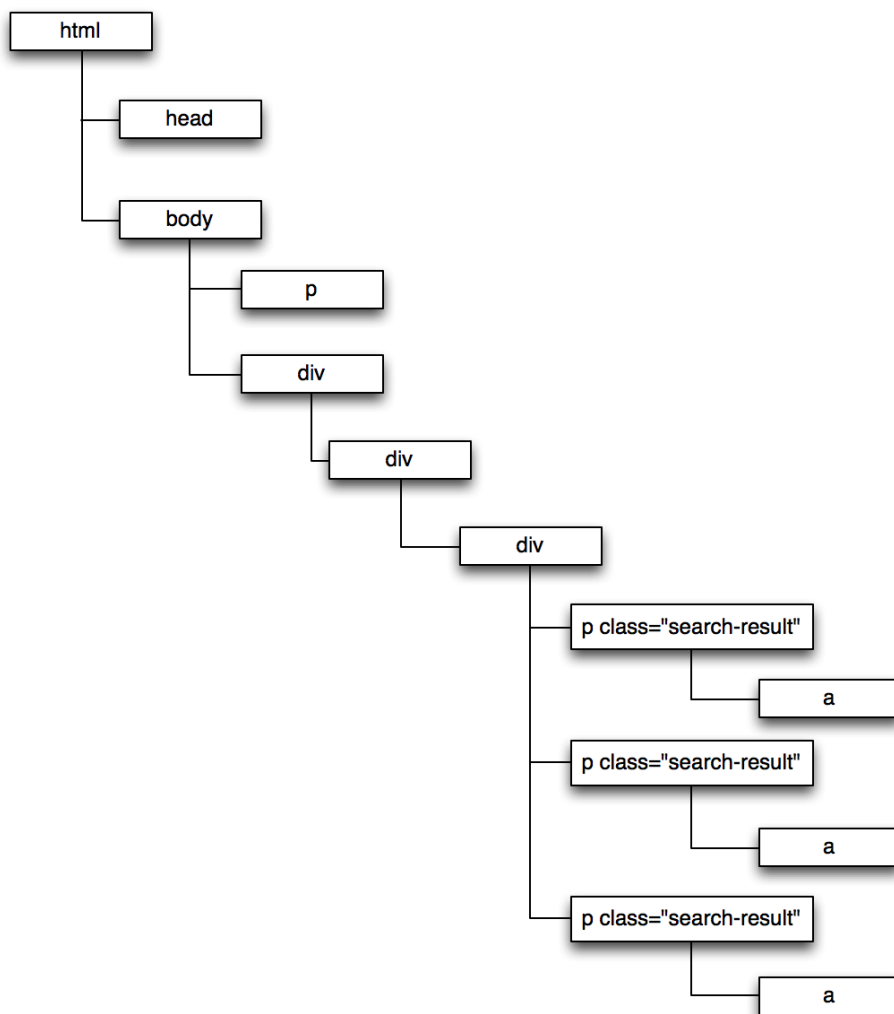 html
head
body
p
div
div
div
p class="search-result"
a
p class="search-result"
a
p class="search-result"
a